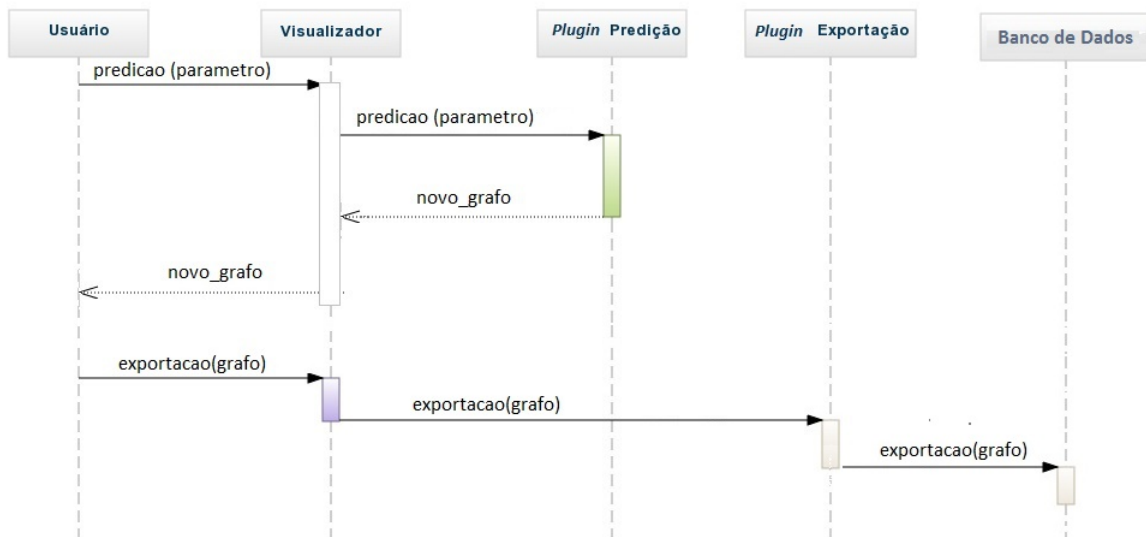 Usuário
Visualizador
Plugin Predição
Plugin Exportação
Banco de Dados
predicao (parametro)
predicao (parametro)
novo_grafo
novo_grafo
exportacao(grafo)
exportacao(grafo)
exportacao(grafo)